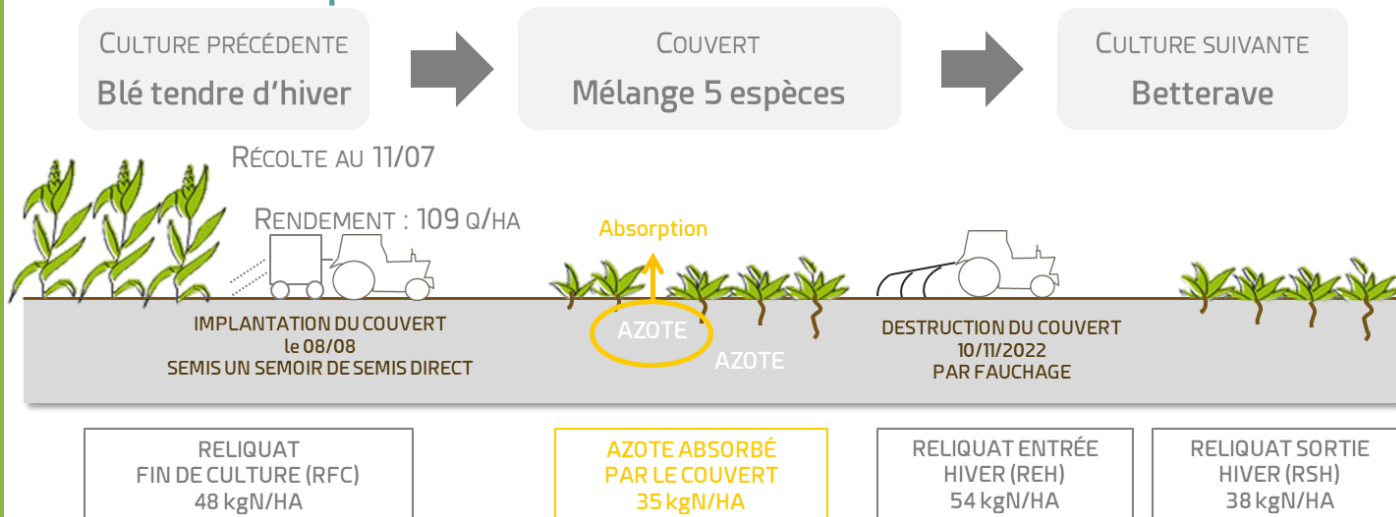 CULTURE PRÉCÉDENTE
Blé tendre d'hiver
COUVERT
Mélange 5 espèces
CULTURE SUIVANTE
Betterave
RÉCOLTE AU 11/07
RENDEMENT : 109 Q/HA
Absorption
IMPLANTATION DU COUVERT
le 08/08
SEMIS UN SEMOIR DE SEMIS DIRECT
AZOTE
AZOTE
DESTRUCTION DU COUVERT
10/11/2022
PAR FAUCHAGE
RELIQUAT
FIN DE CULTURE (RFC)
48 kgN/HA
AZOTE ABSORBÉ
PAR LE COUVERT
35 kgN/HA
RELIQUAT ENTRÉE
HIVER (REH)
54 kgN/HA
RELIQUAT SORTIE
HIVER (RSH)
38 kgN/HA